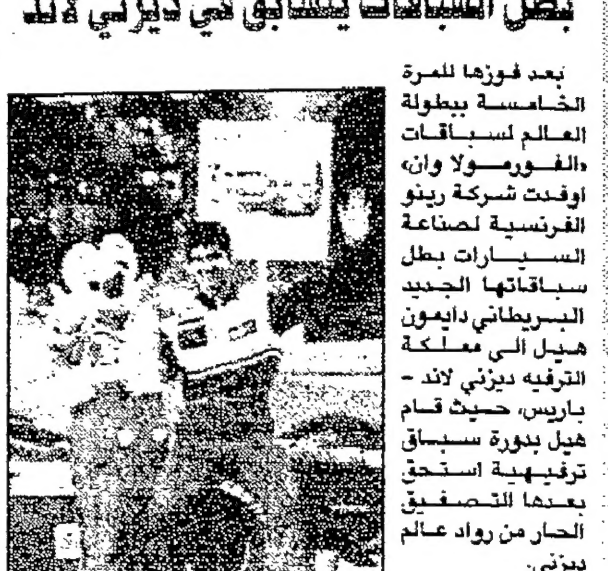 بطل السباقات يتسابق في ديزني لاند
بعد فوزها للمرة
الخامسة ببطولة
العالم لسباقات
«الفورمولا وان»
اوفدت شركة رينو
الفرنسية لصناعة
السيارات بطل
سباقاتها الجديد
البريطاني دايمون
هيل الى مملكة
الترفيه ديزني لاند -
باريس، حيث قام
هيل بدورة سباق
ترفيهية استحق
بعدها التصفيق
الحار من رواد عالم
ديزني.